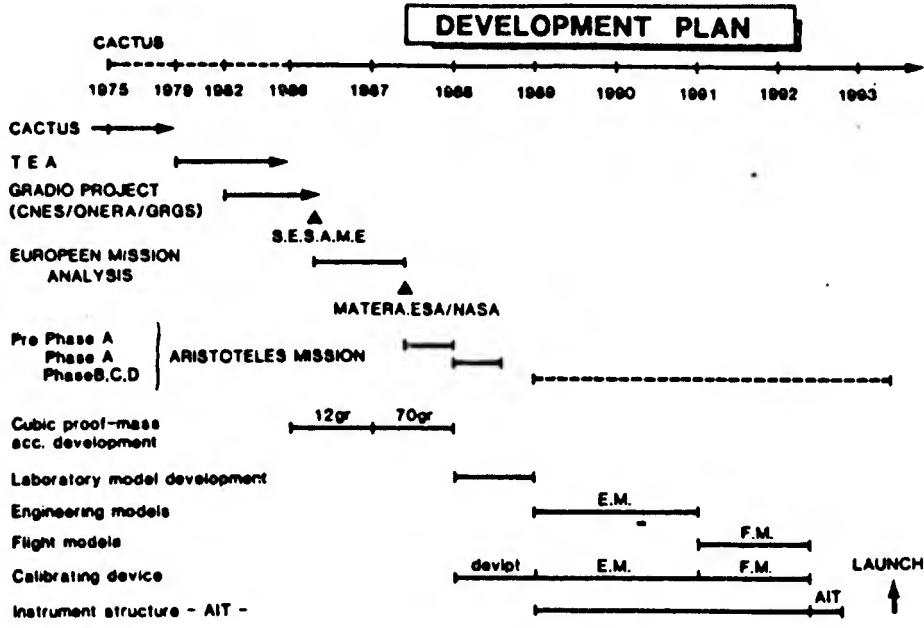 DEVELOPMENT PLAN
CACTUS
1975 1979 1982 1986 1987 1988 1989 1990 1991 1992 1993
CACTUS
T E A
GRADIO PROJECT
(CNES/ONERA/GRGS)
S.E.S.A.M.E
EUROPEEN MISSION
ANALYSIS
MATERA.ESA/NASA
Pre Phase A
Phase A
PhaseB.C.D
ARISTOTELES MISSION
Cubic proof-mass
acc. development
12gr 70gr
Laboratory model development
Engineering models E.M.
Flight models F.M.
Calibrating device devlpt E.M. F.M.
LAUNCH
Instrument structure - AIT - AIT